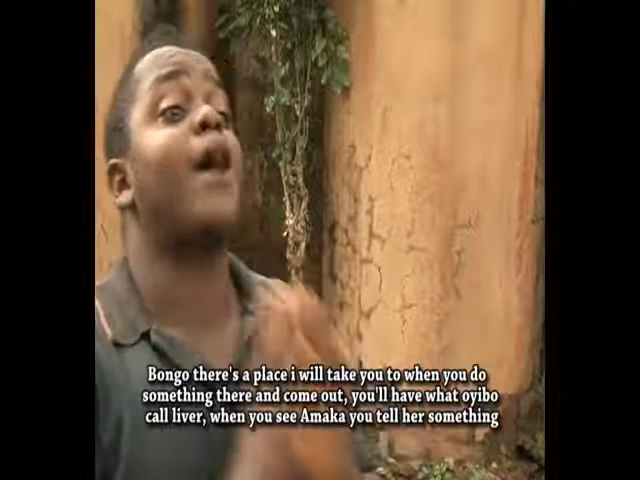 Bongo there's a place i will take you to when you do
something there and come out, you'll have what oyibo
call liver, when you see Amaka you tell her something